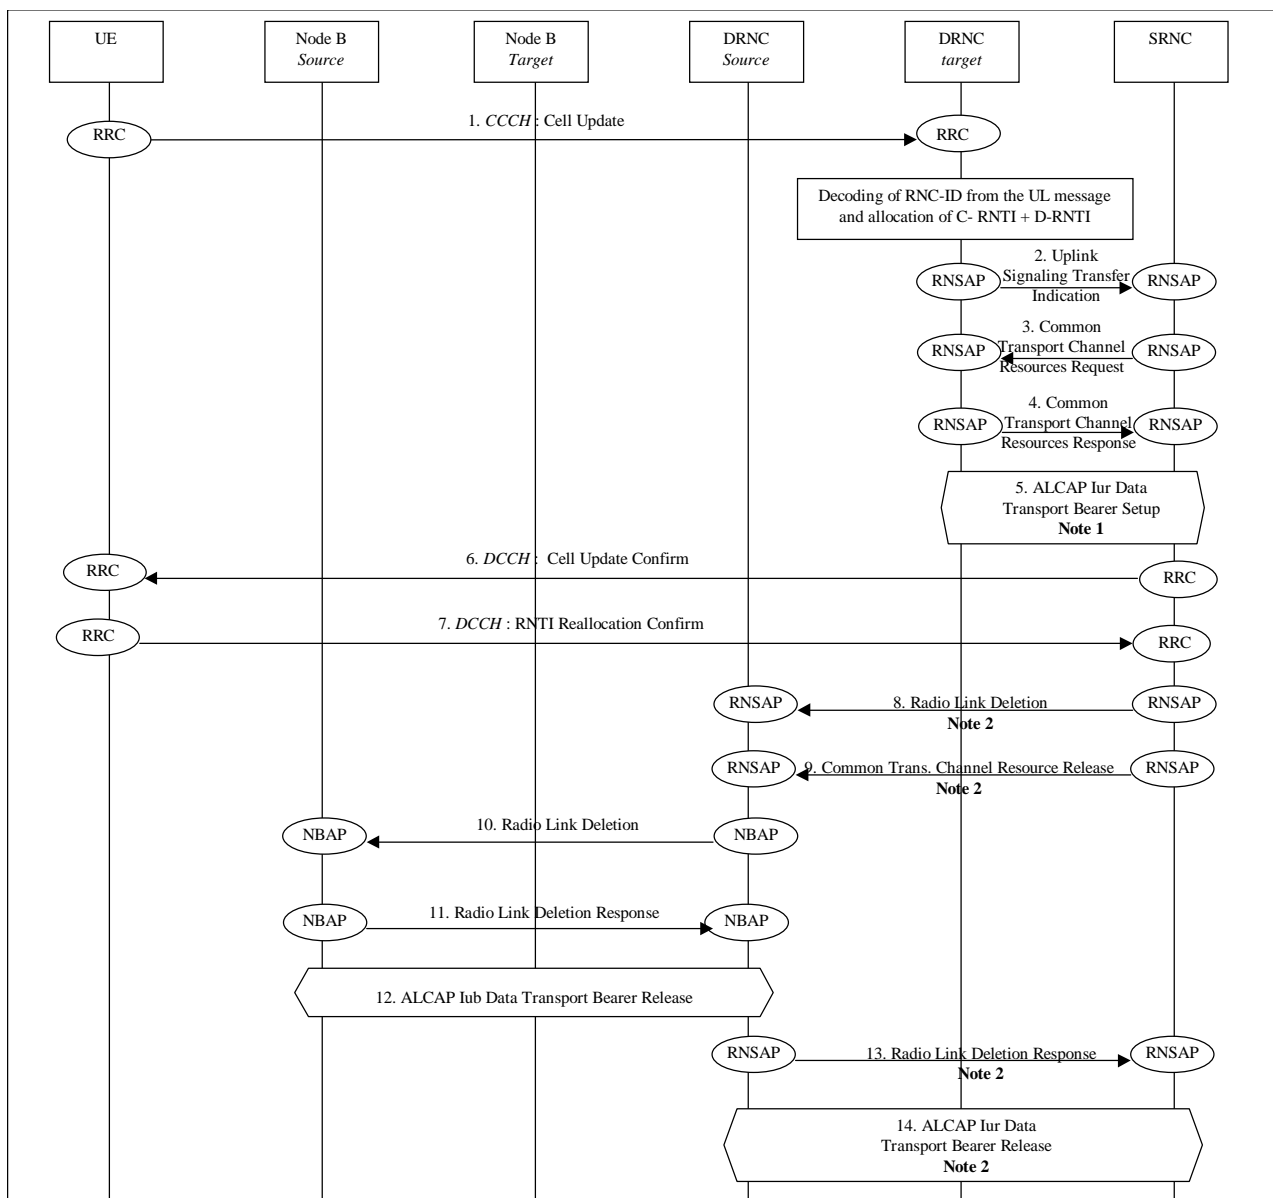 UE
Node B
Source
Node B
Target
DRNC
Source
DRNC
target
SRNC
1. CCCH : Cell Update
RRC
RRC
Decoding of RNC-ID from the UL message
and allocation of C- RNTI + D-RNTI
2. Uplink
Signaling Transfer
Indication
RNSAP
RNSAP
3. Common
Transport Channel
Resources Request
RNSAP
RNSAP
4. Common
Transport Channel
Resources Response
RNSAP
RNSAP
5. ALCAP Iur Data
Transport Bearer Setup
Note 1
6. DCCH : Cell Update Confirm
RRC
RRC
7. DCCH : RNTI Reallocation Confirm
RRC
RRC
RNSAP
8. Radio Link Deletion
Note 2
RNSAP
RNSAP
9. Common Trans. Channel Resource Release
Note 2
RNSAP
NBAP
10. Radio Link Deletion
NBAP
NBAP
11. Radio Link Deletion Response
NBAP
12. ALCAP Iub Data Transport Bearer Release
RNSAP
13. Radio Link Deletion Response
Note 2
RNSAP
14. ALCAP Iur Data
Transport Bearer Release
Note 2